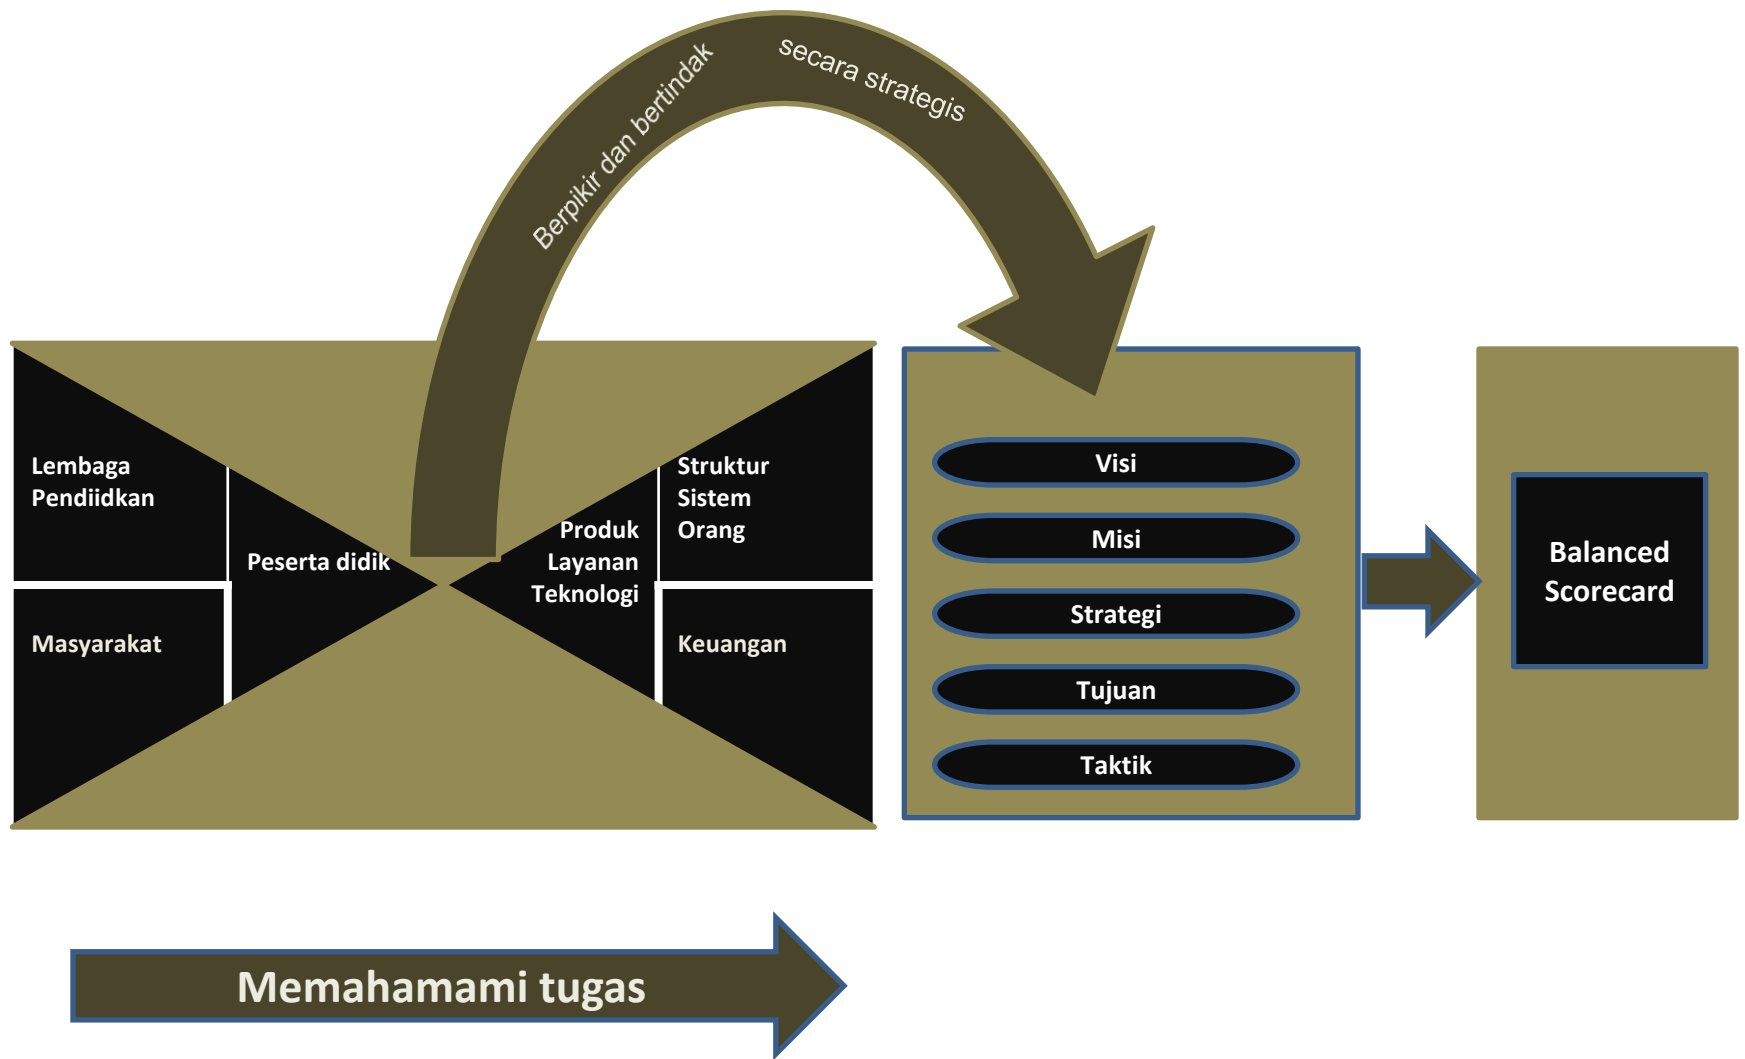 Berpikir dan bertindak
secara strategis
Lembaga
Pendiidkan
Masyarakat
Peserta didik
Produk
Layanan
Teknologi
Struktur
Sistem
Orang
Keuangan
Visi
Misi
Strategi
Tujuan
Taktik
Balanced
Scorecard
Memahamami tugas